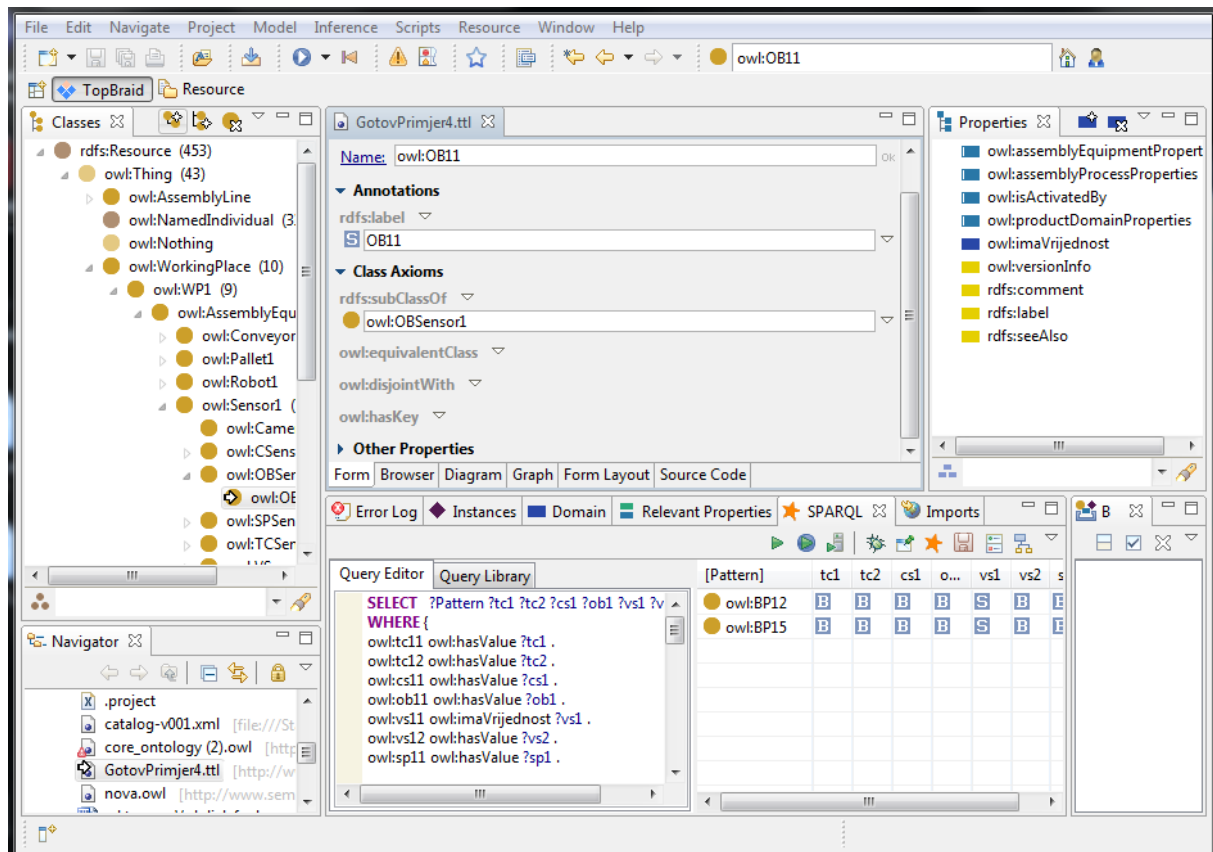 File Edit Navigate Project Model Inference Scripts Resource Window Help
owl:OB11
TopBraid Resource
Classes
rdfs:Resource (453)
owl:Thing (43)
owl:AssemblyLine
owl:NamedIndividual (3
owl:Nothing
owl:WorkingPlace (10)
owl:WP1 (9)
owl:AssemblyEqu
owl:Conveyor
owl:Pallet1
owl:Robot1
owl:Sensor1 (
owl:Came
owl:CSens
owl:OBSer
owl:OE
owl:SPSen
owl:TCSer
Navigator
.project
catalog-v001.xml [file:///St
core_ontology (2).owl [http
GotovPrimjer4.ttl [http://w
nova.owl [http://www.sem
GotovPrimjer4.ttl
Name: owl:OB11 Ok
Annotations
rdfs:label
S OB11
Class Axioms
rdfs:subClassOf
owl:OBSensor1
owl:equivalentClass
owl:disjointWith
owl:hasKey
Other Properties
Form Browser Diagram Graph Form Layout Source Code
Properties
owl:assemblyEquipmentPropert
owl:assemblyProcessProperties
owl:isActivatedBy
owl:productDomainProperties
owl:imaVrijednost
owl:versionInfo
rdfs:comment
rdfs:label
rdfs:seeAlso
Error Log Instances Domain Relevant Properties SPARQL Imports
B
Query Editor Query Library
SELECT ?Pattern ?tc1 ?tc2 ?cs1 ?ob1 ?vs1 ?v
WHERE {
owl:tc11 owl:hasValue ?tc1 .
owl:tc12 owl:hasValue ?tc2 .
owl:cs11 owl:hasValue ?cs1 .
owl:ob11 owl:hasValue ?ob1 .
owl:vs11 owl:imaVrijednost ?vs1 .
owl:vs12 owl:hasValue ?vs2 .
owl:sp11 owl:hasValue ?sp1 .
[Pattern] tc1 tc2 cs1 o... vs1 vs2 s
owl:BP12 B B B B S B B
owl:BP15 B B B B S B B